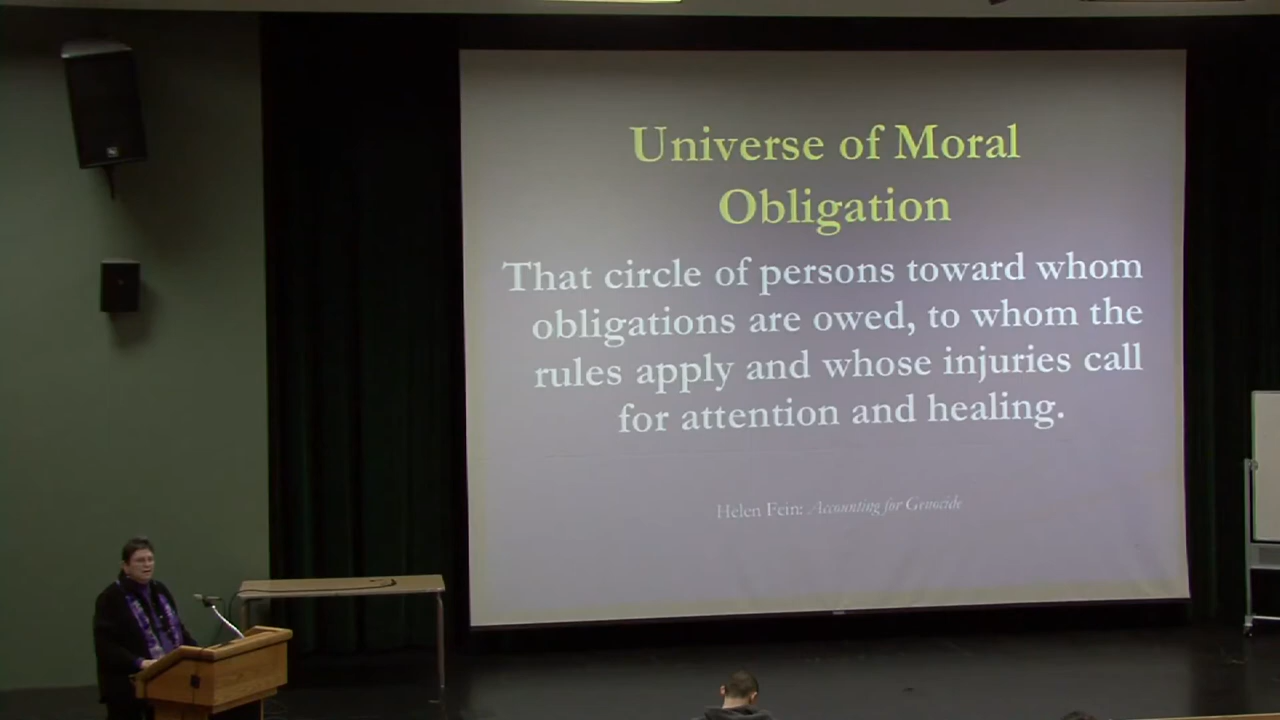 Universe of Moral
Obligation
That circle of persons toward whom
obligations are owed, to whom the
rules apply and whose injuries call
for attention and healing.
Helen Fein: Accounting for Genocide